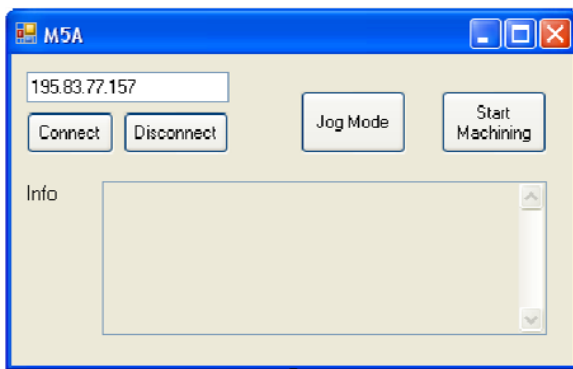 M5A
195.83.77.157
Connect Disconnect
Jog Mode
Start
Machining
Info